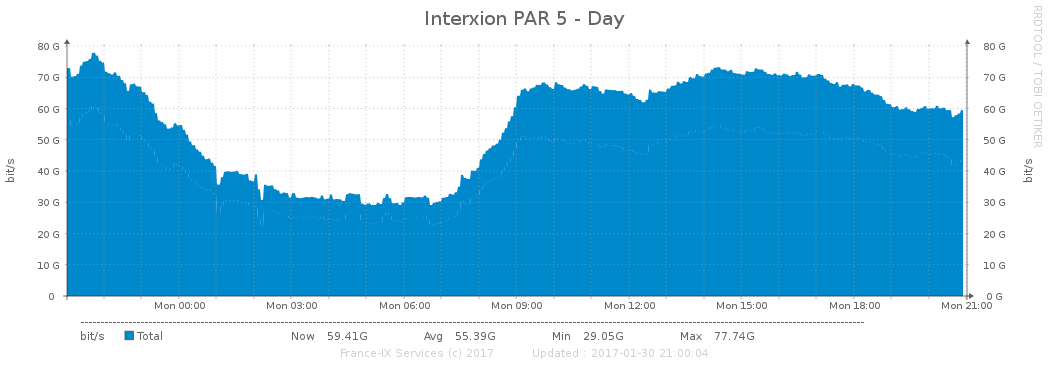 Interxion PAR 5 - Day
RRDTOOL / TOBI OETIKER
80 G 80 G
70 G 70 G
60 G 60 G
50 G 50 G
40 G 40 G
30 G 30 G
20 G 20 G
10 G 10 G
0 0 G
bit/s
bit/s
Mon 00:00 Mon 03:00 Mon 06:00 Mon 09:00 Mon 12:00 Mon 15:00 Mon 18:00 Mon 21:00
bit/s Total Now 59.41G Avg 55.39G Min 29.05G Max 77.74G
France-IX Services (c) 2017 Updated : 2017-01-30 21:00:04